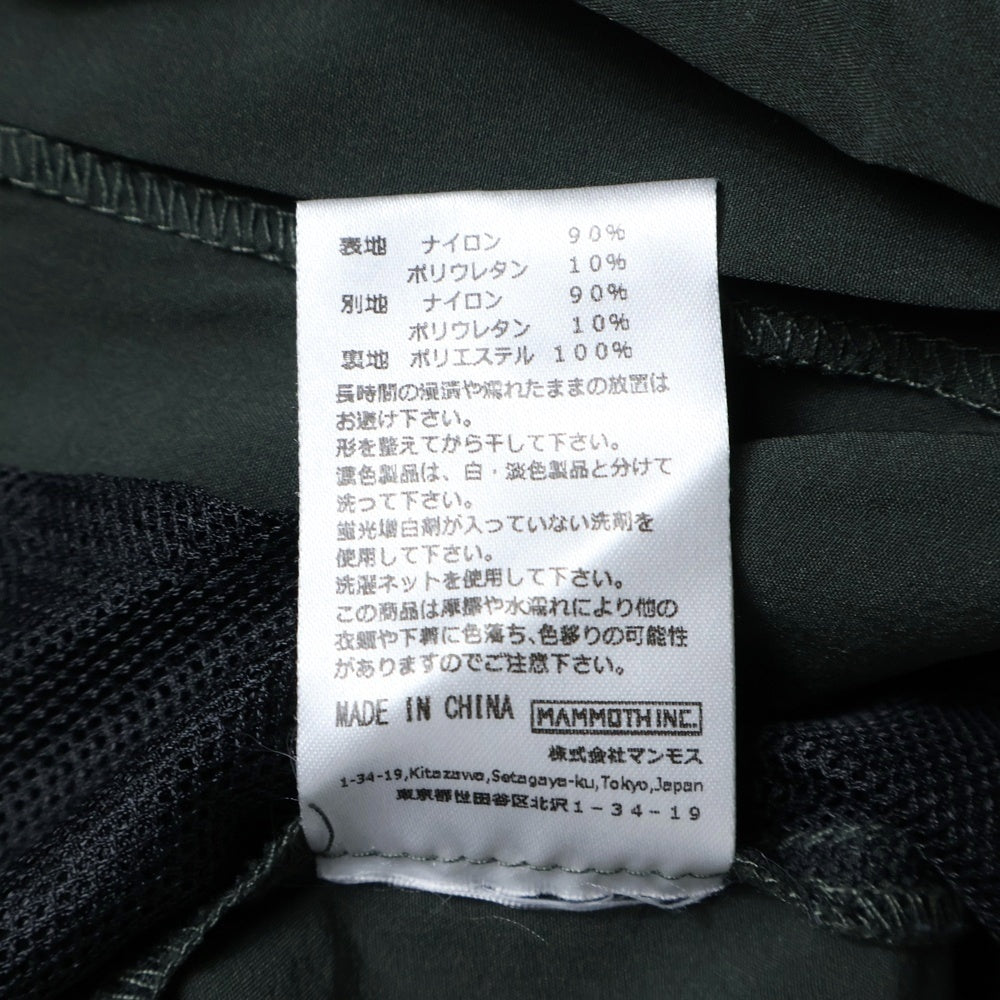 表地 ナイロン 90%
ポリウレタン 10%
別地 ナイロン 90%
ポリウレタン 10%
裏地 ポリエステル 100%
長時間の浸漬や濡れたままの放置は
お避け下さい。
形を整えてから干して下さい。
濃色製品は、白・淡色製品と分けて
洗って下さい。
蛍光増白剤が入っていない洗剤を
使用して下さい。
洗濯ネットを使用して下さい。
この商品は摩擦や水濡れにより他の
衣類や下着に色落ち、色移りの可能性
がありますのでご注意下さい。
MADE IN CHINA MAMMOTH INC.
株式会社マンモス
1-34-19,Kitazawa,Setagaya-ku,Tokyo,Japan
東京都世田谷区北沢1-34-19